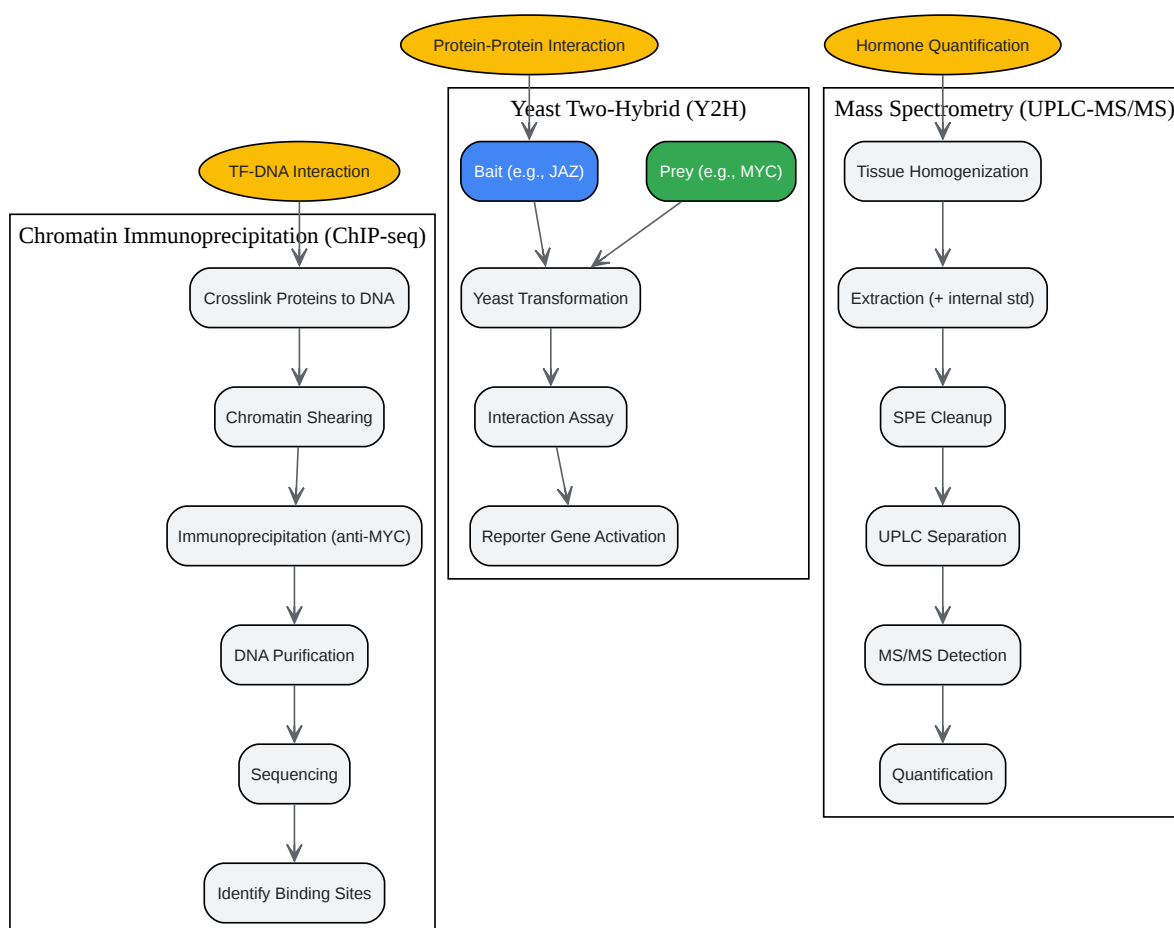 Protein-Protein Interaction
Hormone Quantification
TF-DNA Interaction
Chromatin Immunoprecipitation (ChIP-seq)
Crosslink Proteins to DNA
Chromatin Shearing
Immunoprecipitation (anti-MYC)
DNA Purification
Sequencing
Identify Binding Sites
Yeast Two-Hybrid (Y2H)
Bait (e.g., JAZ)
Prey (e.g., MYC)
Yeast Transformation
Interaction Assay
Reporter Gene Activation
Mass Spectrometry (UPLC-MS/MS)
Tissue Homogenization
Extraction (+ internal std)
SPE Cleanup
UPLC Separation
MS/MS Detection
Quantification